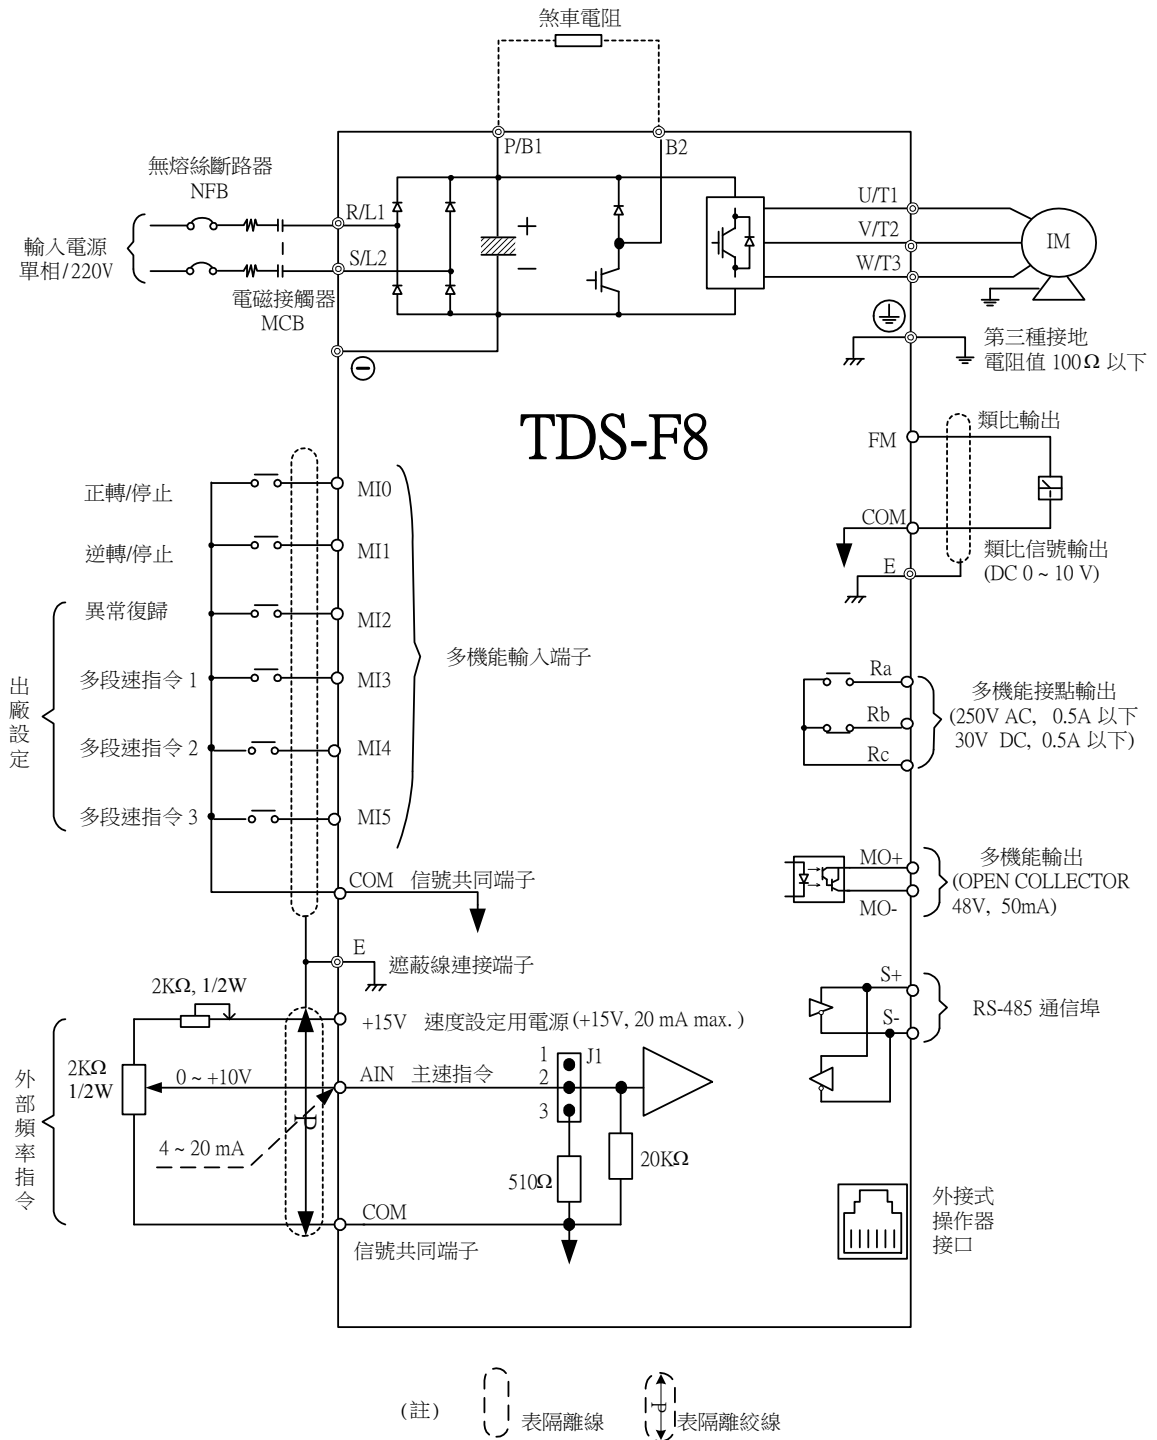 煞車電阻
P/B1
B2
無熔絲斷路器
NFB
R/L1
S/L2
輸入電源
單相/220V
電磁接觸器
MCB
+
−
U/T1
V/T2
W/T3
IM
第三種接地
電阻值 100Ω 以下
TDS-F8
FM
類比輸出
COM
類比信號輸出
(DC 0 ~ 10 V)
E
正轉/停止
MI0
逆轉/停止
MI1
異常復歸
MI2
多段速指令 1
MI3
多段速指令 2
MI4
多段速指令 3
MI5
出廠設定
多機能輸入端子
Ra
Rb
Rc
多機能接點輸出
(250V AC, 0.5A 以下
30V DC, 0.5A 以下)
COM 信號共同端子
MO+
MO-
多機能輸出
(OPEN COLLECTOR
48V, 50mA)
E
遮蔽線連接端子
S+
S-
RS-485 通信埠
2KΩ, 1/2W
+15V 速度設定用電源 (+15V, 20 mA max. )
2KΩ
1/2W
0 ~ +10V
AIN 主速指令
1
2
3
J1
4 ~ 20 mA
P
510Ω
20KΩ
COM
信號共同端子
外部頻率指令
外接式
操作器
接口
(註)
表隔離線
P
表隔離絞線